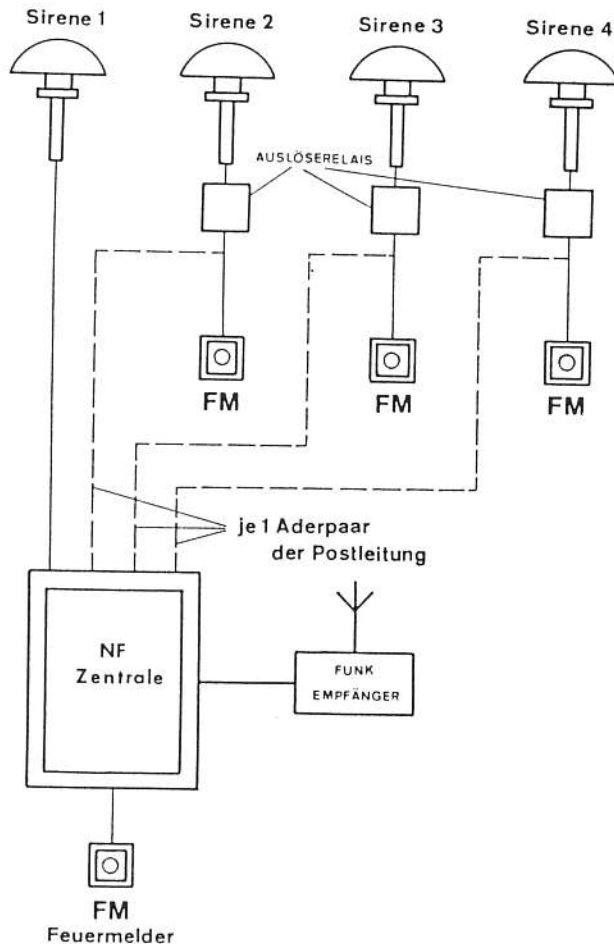 Sirene 1
Sirene 2
Sirene 3
Sirene 4
AUSLÖSERELAIS
FM
FM
FM
je 1 Aderpaar
der Postleitung
NF
Zentrale
FUNK
EMPFÄNGER
FM
Feuermelder